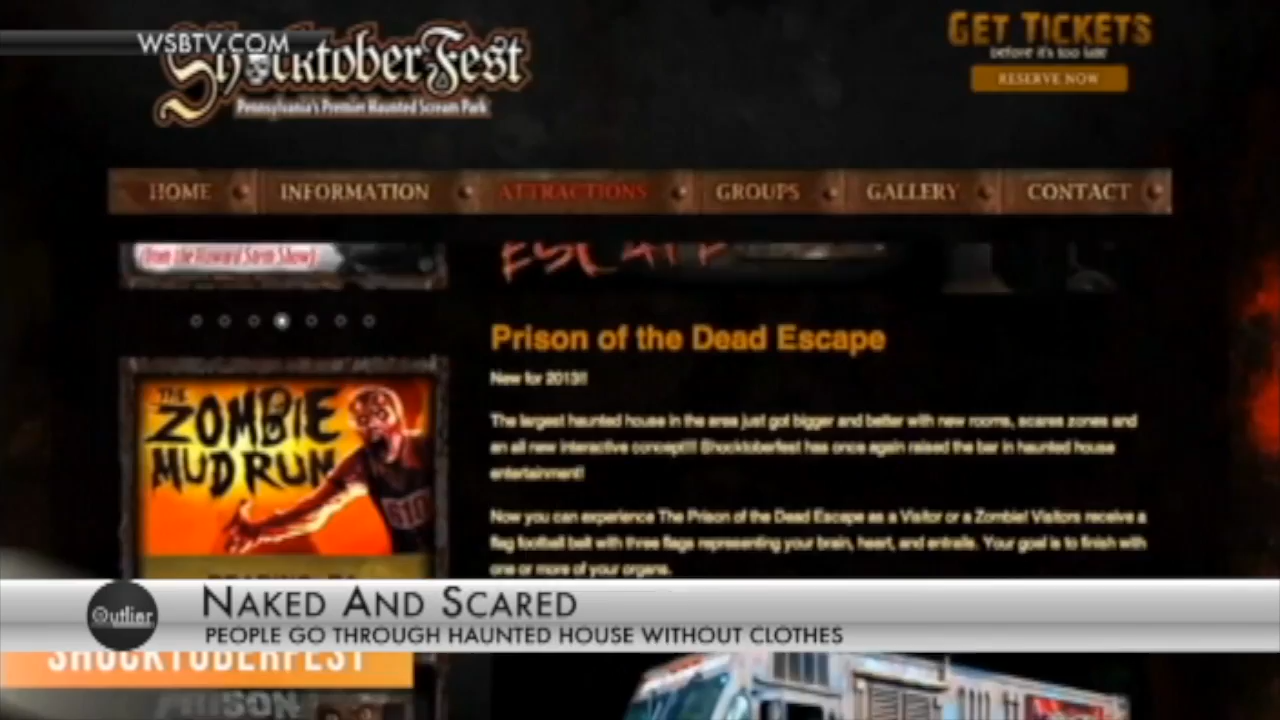 WSBTV.COM
ShocktoberFest
Pennsylvania's Premier Haunted Scream Park
GET TICKETS
before it's too late
RESERVE NOW
HOME
INFORMATION
ATTRACTIONS
GROUPS
GALLERY
CONTACT
(from the Howard Stern Show)
ESCAPE
THE
ZOMBIE
MUD RUN
610
Prison of the Dead Escape
New for 2013!!
The largest haunted house in the area just got bigger and better with new rooms, scares zones and
an all new interactive concept!!! Shocktoberfest has once again raised the bar in haunted house
entertainment!
Now you can experience The Prison of the Dead Escape as a Visitor or a Zombie! Visitors receive a
flag football belt with three flags representing your brain, heart, and entrails. Your goal is to finish with
one or more of your organs.
Outlier
NAKED AND SCARED
PEOPLE GO THROUGH HAUNTED HOUSE WITHOUT CLOTHES
SHOCKTOBERFEST
PRISON